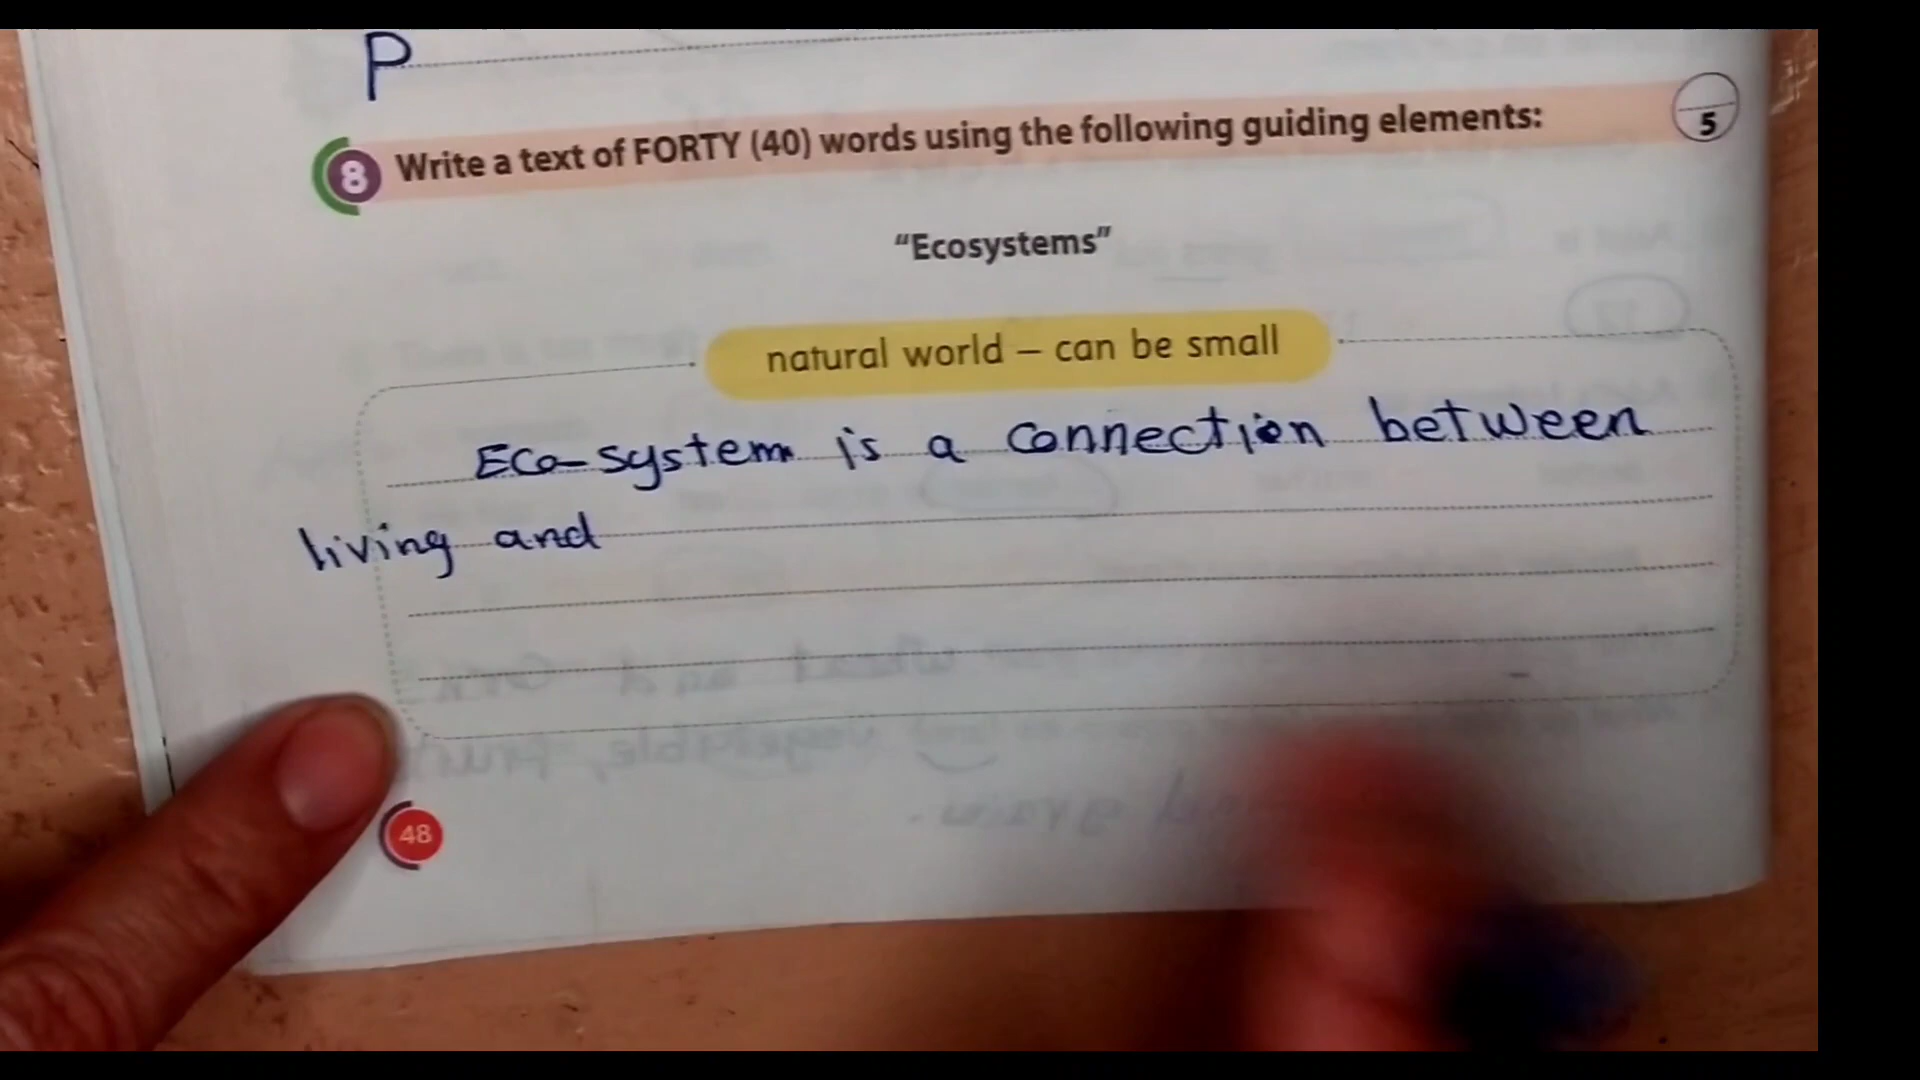 P
8 Write a text of FORTY (40) words using the following guiding elements:
5
"Ecosystems"
natural world – can be small
Eco-system is a connection between
living and
48